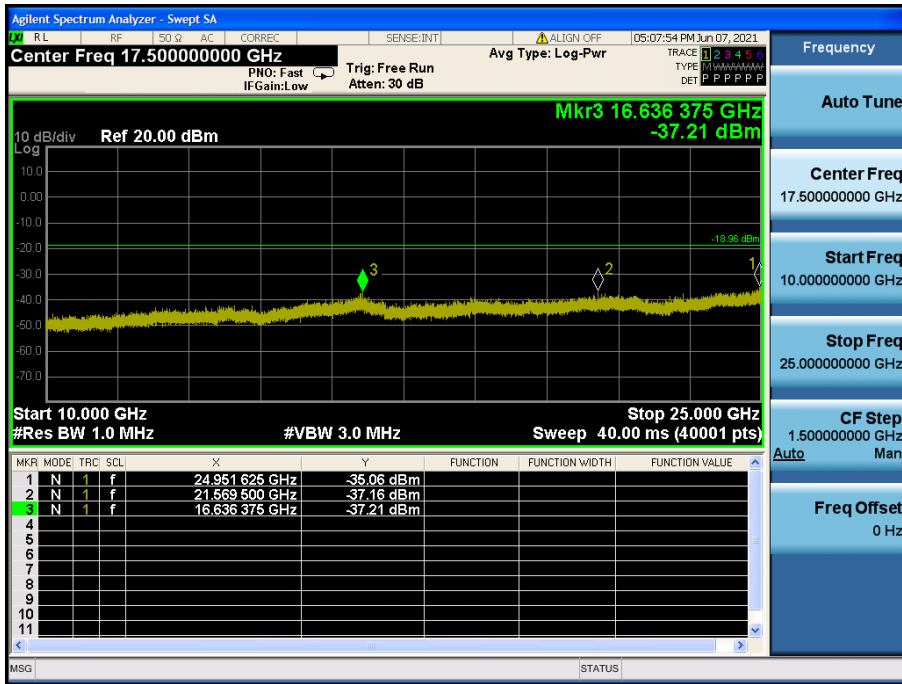 Agilent Spectrum Analyzer - Swept SA
LXI RL RF 50 Ω AC CORREC SENSE:INT ALIGN OFF 05:07:54 PM Jun 07, 2021
Center Freq 17.500000000 GHz
PNO: Fast
IFGain:Low
Trig: Free Run
Atten: 30 dB
Avg Type: Log-Pwr
TRACE 1 2 3 4 5 6
TYPE M
DET P P P P P P
Mkr3 16.636 375 GHz
-37.21 dBm
10 dB/div Ref 20.00 dBm
Log
10.0
0.00
-10.0
-20.0
-30.0
-40.0
-50.0
-60.0
-70.0
-18.96 dBm
3
2
1
Start 10.000 GHz Stop 25.000 GHz
#Res BW 1.0 MHz #VBW 3.0 MHz Sweep 40.00 ms (40001 pts)
MKR MODE TRC SCL X Y FUNCTION FUNCTION WIDTH FUNCTION VALUE
1 N 1 f 24.951 625 GHz -35.06 dBm
2 N 1 f 21.569 500 GHz -37.16 dBm
3 N 1 f 16.636 375 GHz -37.21 dBm
4
5
6
7
8
9
10
11
MSG STATUS
Frequency
Auto Tune
Center Freq
17.500000000 GHz
Start Freq
10.000000000 GHz
Stop Freq
25.000000000 GHz
CF Step
1.500000000 GHz
Auto Man
Freq Offset
0 Hz